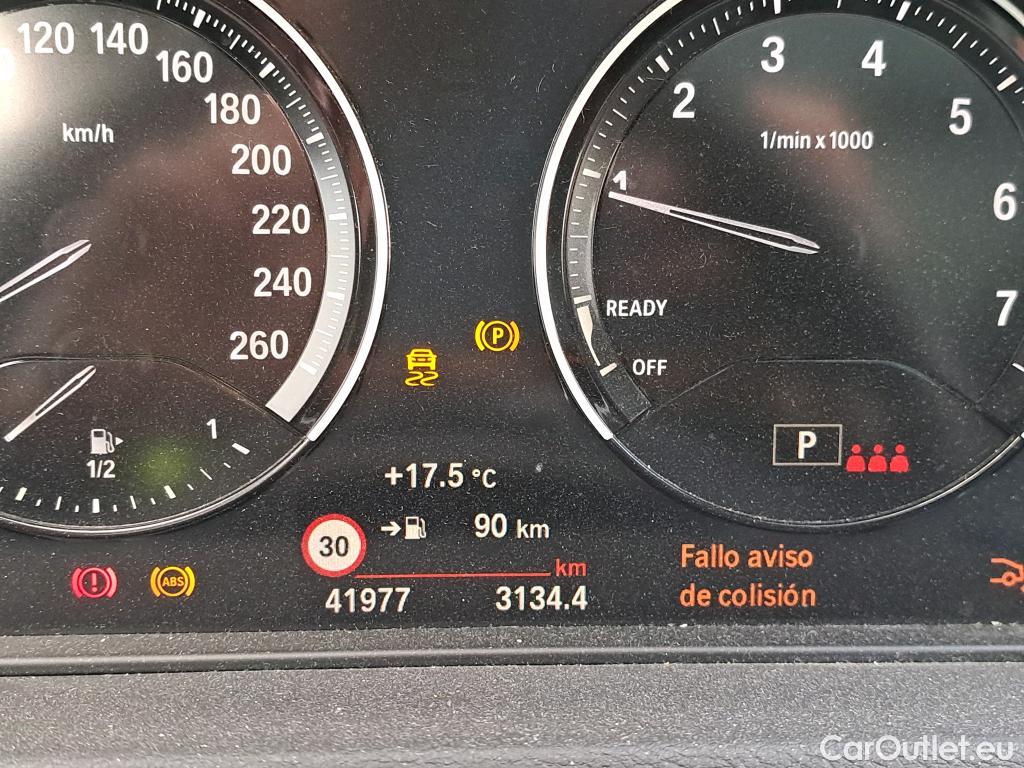 120
140
160
180
200
220
240
260
km/h
1/2
1
1
2
3
4
5
6
7
1/min x 1000
READY
OFF
P
P
+17.5 °C
30
90 km
km
41977
3134.4
ABS
Fallo aviso
de colisión
CarOutlet.eu